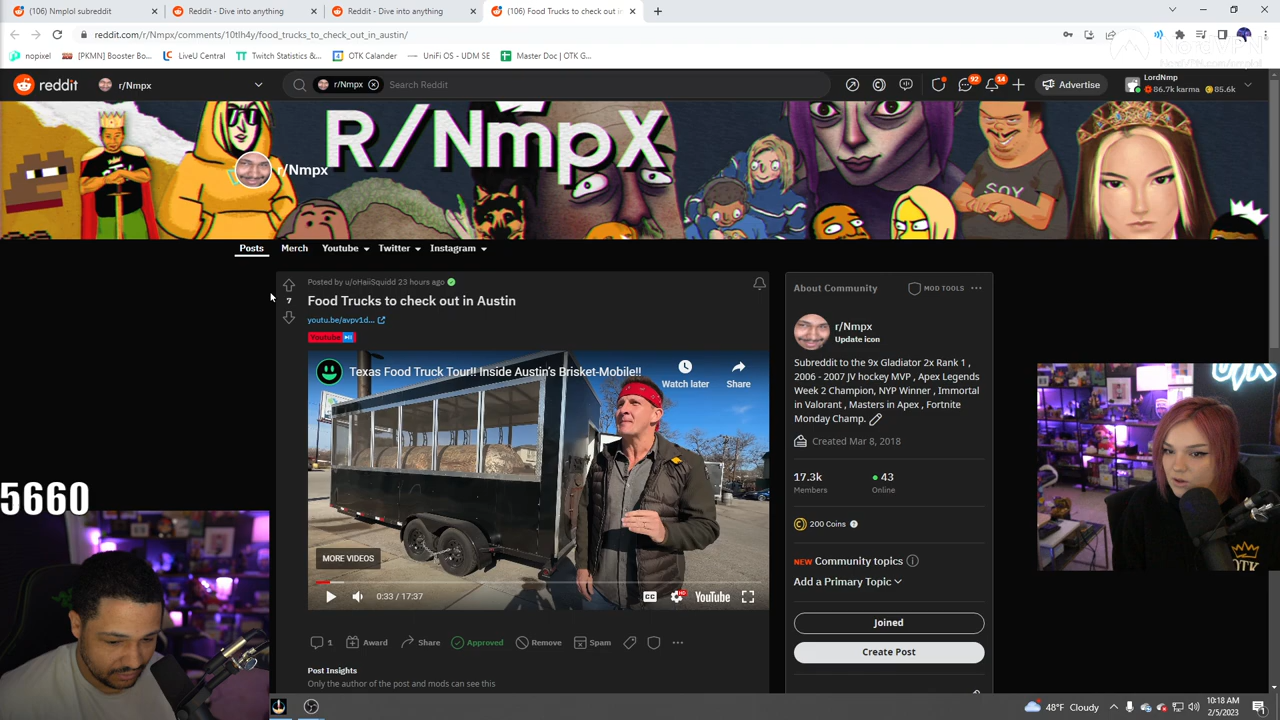 (106) Nmplol subreddit
Reddit - Dive into anything
Reddit - Dive into anything
(106) Food Trucks to check out in
reddit.com/r/Nmpx/comments/10tlh4y/food_trucks_to_check_out_in_austin/
nopixel
[PKMN] Booster Bo...
LiveU Central
Twitch Statistics &...
OTK Calander
UniFi OS - UDM SE
Master Doc | OTK G...
reddit
r/Nmpx
r/Nmpx
Search Reddit
92
14
Advertise
LordNmp
86.7k karma
85.6k
R/NmpX
r/Nmpx
SOY
Posts
Merch
Youtube
Twitter
Instagram
Posted by u/oHaiiSquidd 23 hours ago
7
Food Trucks to check out in Austin
youtu.be/avpv1d...
Youtube
Texas Food Truck Tour!! Inside Austin's Brisket-Mobile!!
Watch later
Share
MORE VIDEOS
0:33 / 17:37
CC
HD
YouTube
1
Award
Share
Approved
Remove
Spam
Post Insights
Only the author of the post and mods can see this
About Community
MOD TOOLS
r/Nmpx
Update icon
Subreddit to the 9x Gladiator 2x Rank 1 ,
2006 - 2007 JV hockey MVP , Apex Legends
Week 2 Champion, NYP Winner , Immortal
in Valorant , Masters in Apex , Fortnite
Monday Champ.
Created Mar 8, 2018
17.3k
Members
43
Online
200 Coins
NEW Community topics
Add a Primary Topic
Joined
Create Post
5660
OTK
48°F Cloudy
10:18 AM
2/5/2023
1